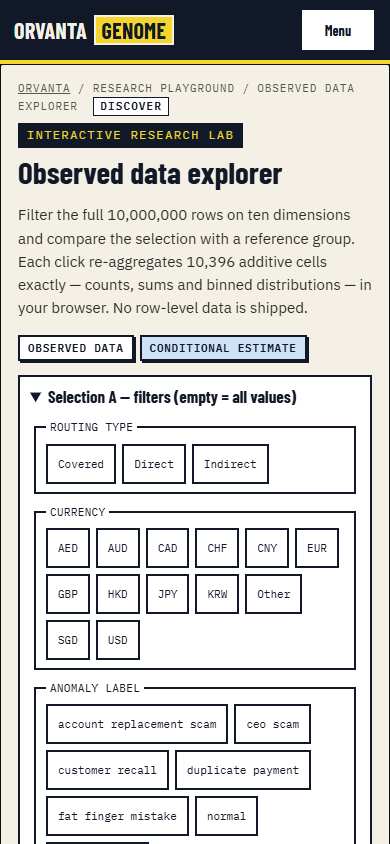 ORVANTA GENOME Menu
ORVANTA / RESEARCH PLAYGROUND / OBSERVED DATA
EXPLORER DISCOVER
INTERACTIVE RESEARCH LAB
Observed data explorer
Filter the full 10,000,000 rows on ten dimensions
and compare the selection with a reference group.
Each click re-aggregates 10,396 additive cells
exactly — counts, sums and binned distributions — in
your browser. No row-level data is shipped.
OBSERVED DATA CONDITIONAL ESTIMATE
▼ Selection A — filters (empty = all values)
ROUTING TYPE
Covered Direct Indirect
CURRENCY
AED AUD CAD CHF CNY EUR
GBP HKD JPY KRW Other
SGD USD
ANOMALY LABEL
account replacement scam ceo scam
customer recall duplicate payment
fat finger mistake normal